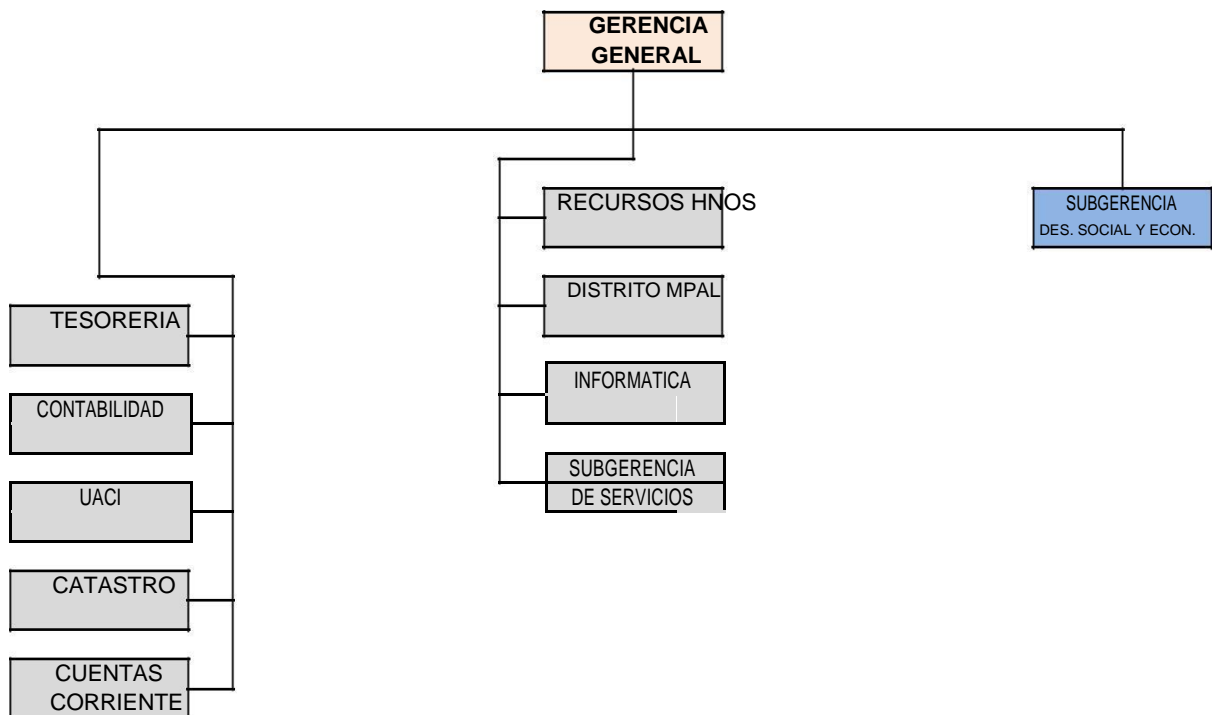 GERENCIA
GENERAL
RECURSOS HNOS
SUBGERENCIA
DES. SOCIAL Y ECON.
DISTRITO MPAL
TESORERIA
INFORMATICA
CONTABILIDAD
SUBGERENCIA
DE SERVICIOS
UACI
CATASTRO
CUENTAS
CORRIENTE